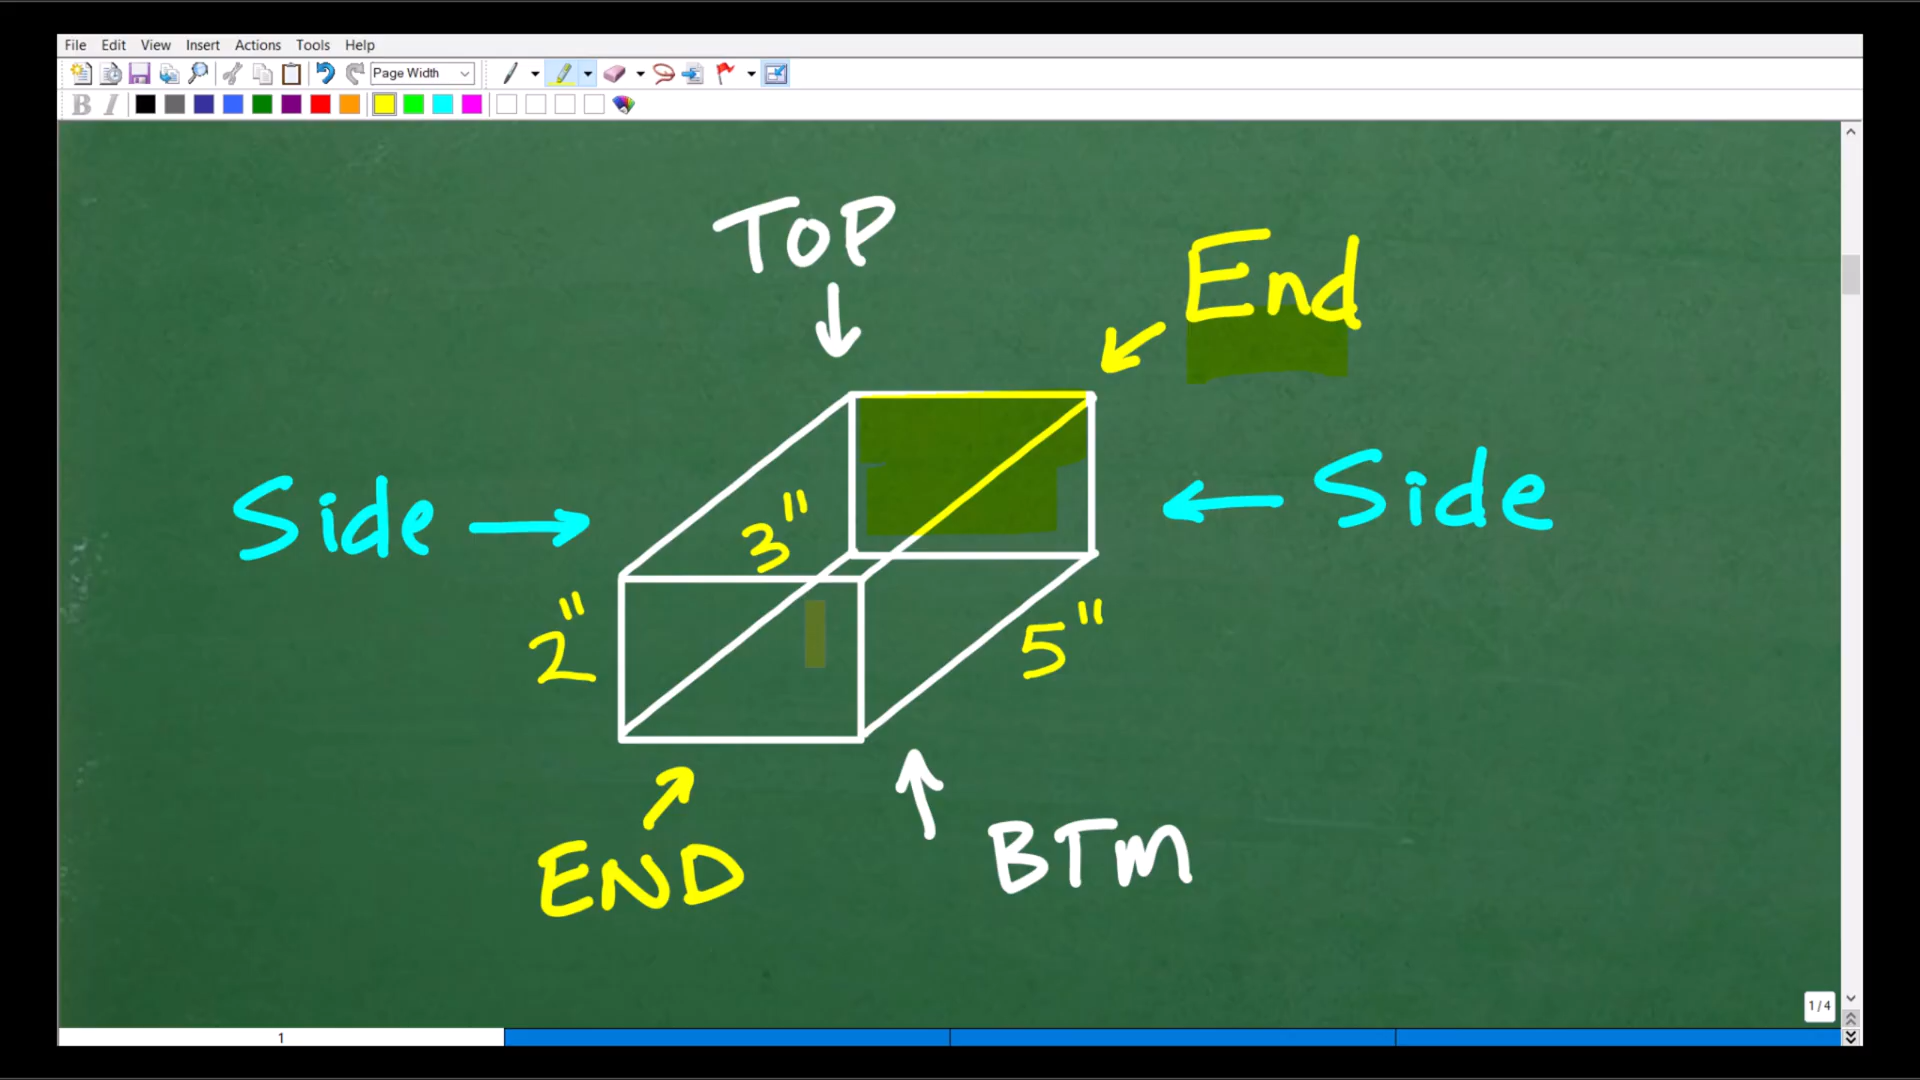 File Edit View Insert Actions Tools Help
Page Width
B I
TOP
End
Side
Side
3"
2"
5"
END
BTM
1 / 4
1